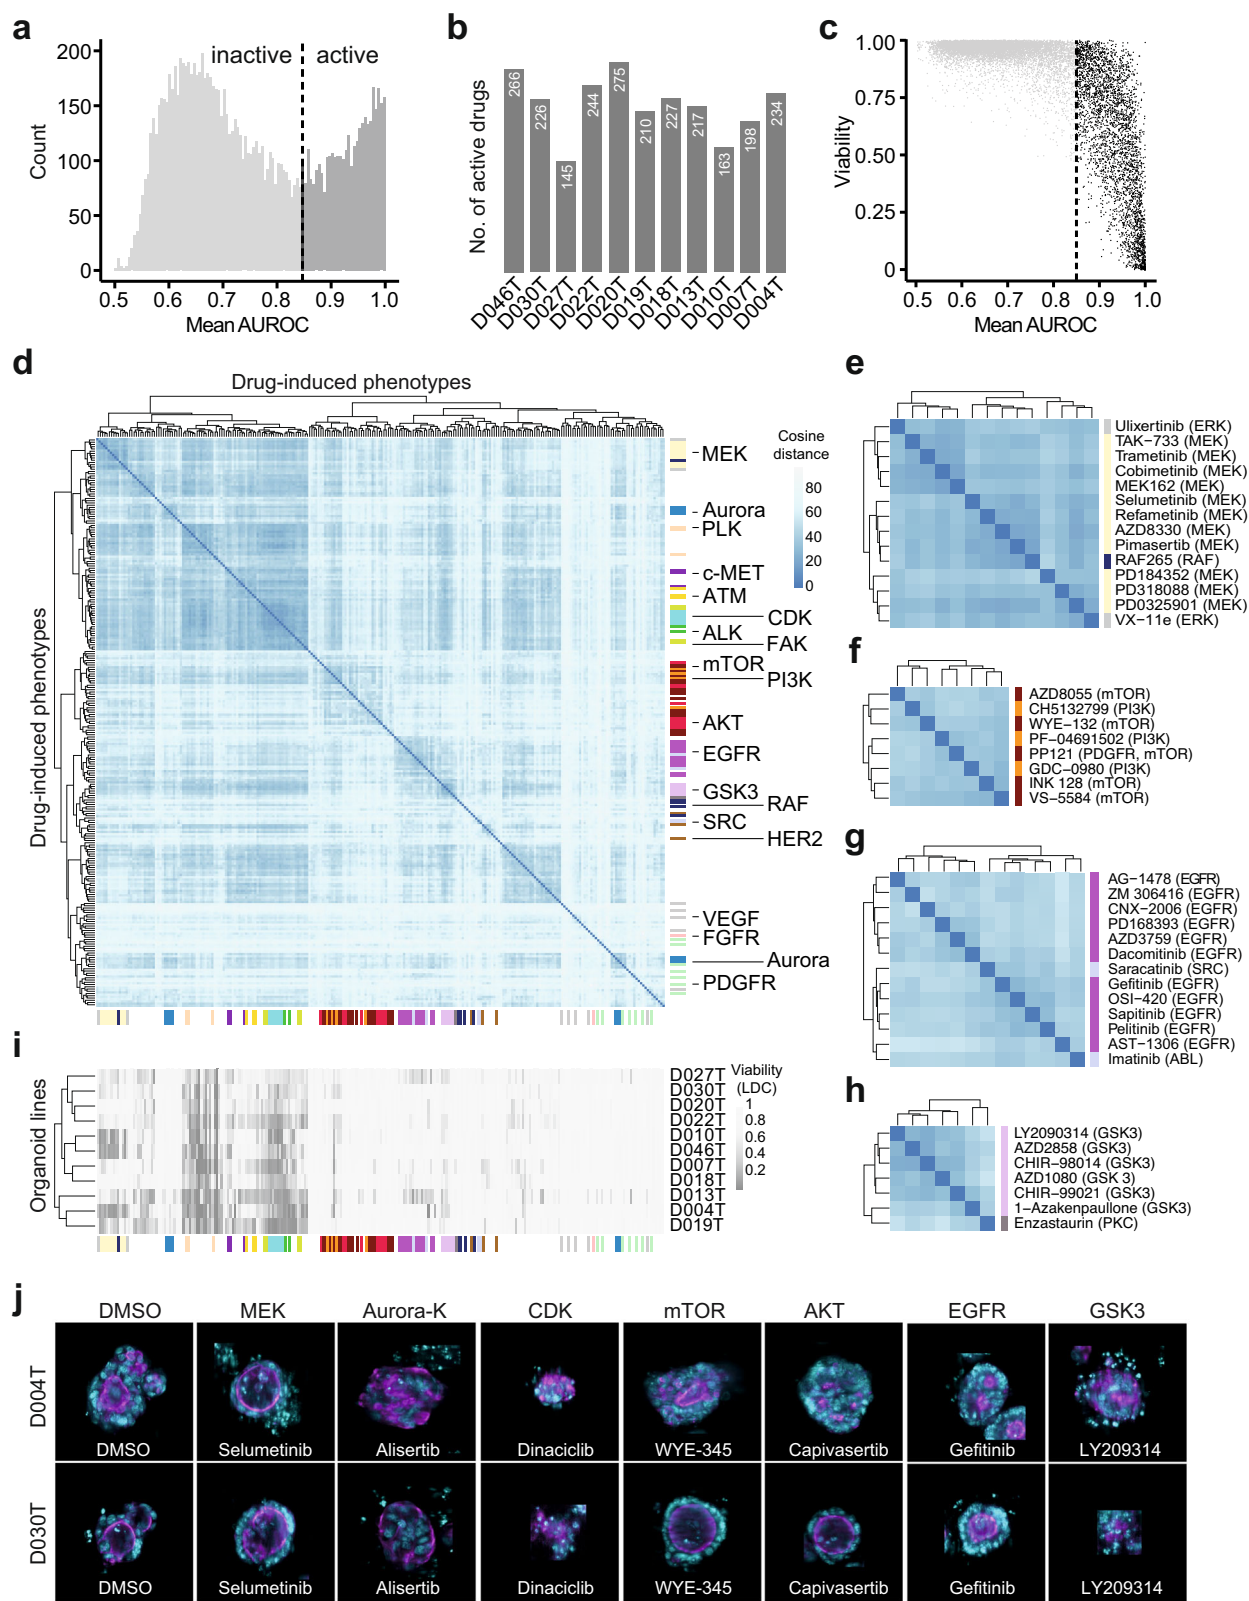 a
inactive
active
200
150
100
50
0
Count
0.5
0.6
0.7
0.8
0.9
1.0
Mean AUROC
b
No. of active drugs
266
226
145
244
275
210
227
217
163
198
234
D046T
D030T
D027T
D022T
D020T
D019T
D018T
D013T
D010T
D007T
D004T
c
1.00
0.75
0.50
0.25
0
Viability
0.5
0.6
0.7
0.8
0.9
1.0
Mean AUROC
d
Drug-induced phenotypes
Drug-induced phenotypes
Cosine
distance
80
60
40
20
0
MEK
Aurora
PLK
c-MET
ATM
CDK
ALK
FAK
mTOR
PI3K
AKT
EGFR
GSK3
RAF
SRC
HER2
VEGF
FGFR
Aurora
PDGFR
e
Ulixertinib (ERK)
TAK-733 (MEK)
Trametinib (MEK)
Cobimetinib (MEK)
MEK162 (MEK)
Selumetinib (MEK)
Refametinib (MEK)
AZD8330 (MEK)
Pimasertib (MEK)
RAF265 (RAF)
PD184352 (MEK)
PD318088 (MEK)
PD0325901 (MEK)
VX-11e (ERK)
f
AZD8055 (mTOR)
CH5132799 (PI3K)
WYE-132 (mTOR)
PF-04691502 (PI3K)
PP121 (PDGFR, mTOR)
GDC-0980 (PI3K)
INK 128 (mTOR)
VS-5584 (mTOR)
g
AG-1478 (EGFR)
ZM 306416 (EGFR)
CNX-2006 (EGFR)
PD168393 (EGFR)
AZD3759 (EGFR)
Dacomitinib (EGFR)
Saracatinib (SRC)
Gefitinib (EGFR)
OSI-420 (EGFR)
Sapitinib (EGFR)
Pelitinib (EGFR)
AST-1306 (EGFR)
Imatinib (ABL)
h
LY2090314 (GSK3)
AZD2858 (GSK3)
CHIR-98014 (GSK3)
AZD1080 (GSK 3)
CHIR-99021 (GSK3)
1-Azakenpaullone (GSK3)
Enzastaurin (PKC)
i
Organoid lines
D027T
D030T
D020T
D022T
D010T
D046T
D007T
D018T
D013T
D004T
D019T
Viability
(LDC)
1
0.8
0.6
0.4
0.2
j
DMSO
MEK
Aurora-K
CDK
mTOR
AKT
EGFR
GSK3
D004T
DMSO
Selumetinib
Alisertib
Dinaciclib
WYE-345
Capivasertib
Gefitinib
LY209314
D030T
DMSO
Selumetinib
Alisertib
Dinaciclib
WYE-345
Capivasertib
Gefitinib
LY209314